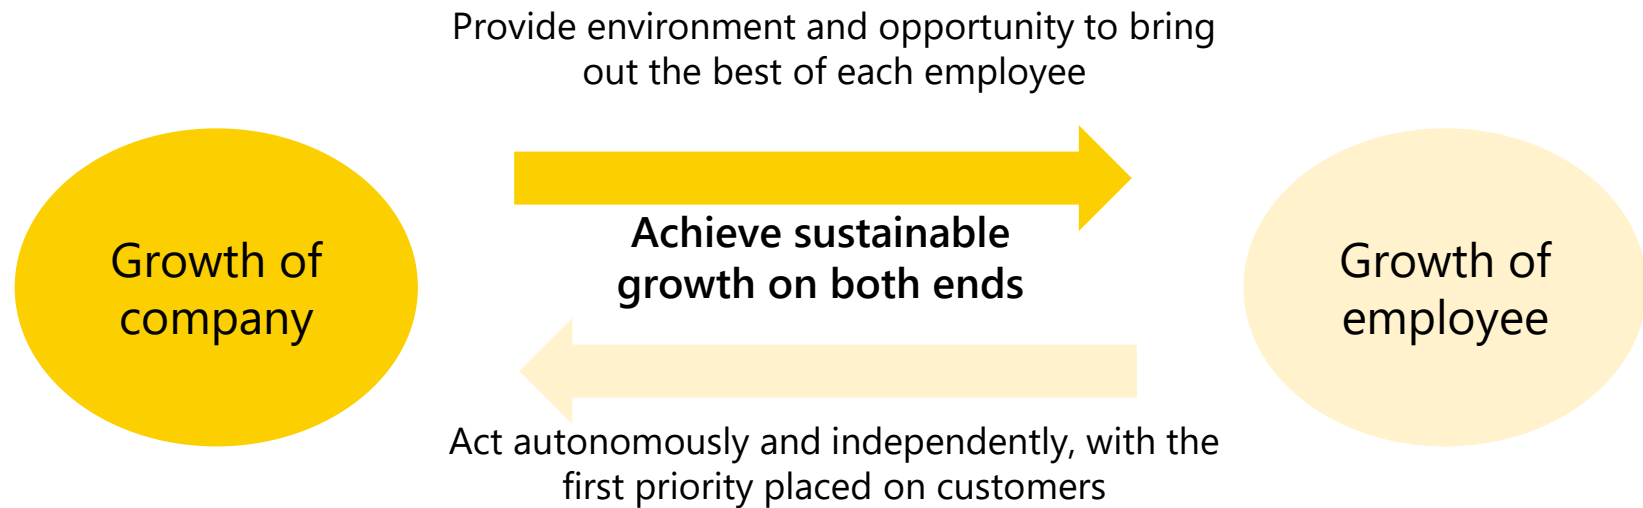 Provide environment and opportunity to bring
out the best of each employee
Growth of
company
Achieve sustainable
growth on both ends
Growth of
employee
Act autonomously and independently, with the
first priority placed on customers